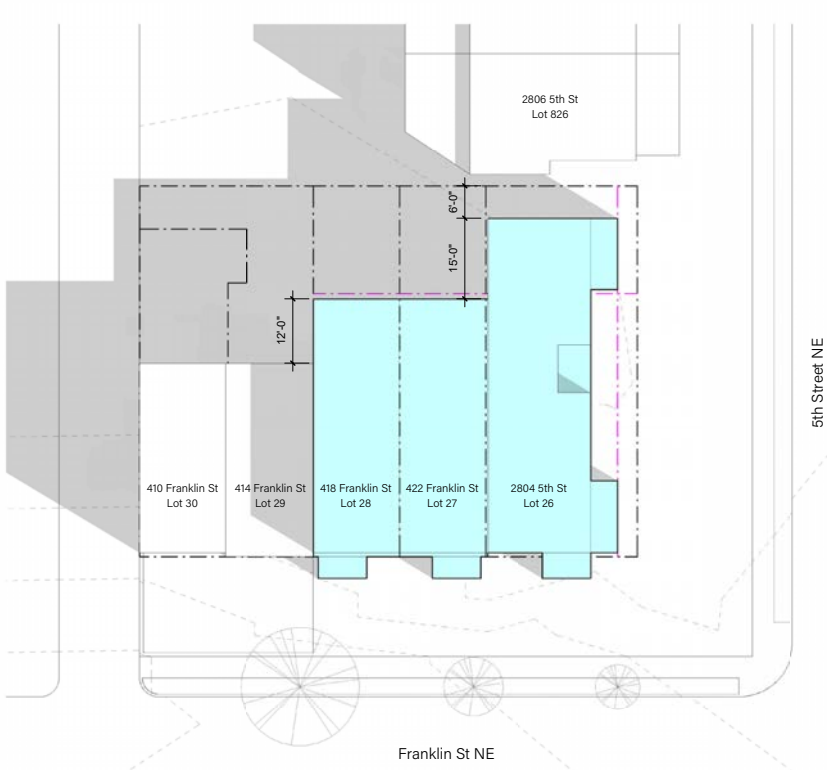 2806 5th St
Lot 826
6'-0"
15'-0"
12'-0"
5th Street NE
410 Franklin St
Lot 30
414 Franklin St
Lot 29
418 Franklin St
Lot 28
422 Franklin St
Lot 27
2804 5th St
Lot 26
Franklin St NE